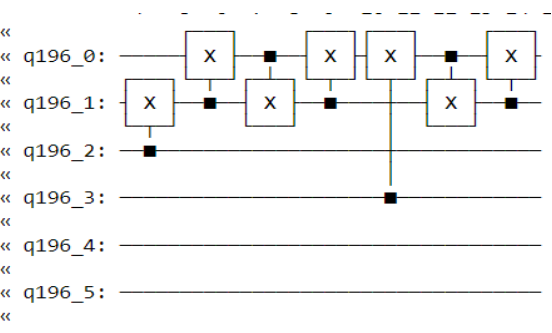 «
« q196_0: X X X X
«
« q196_1: X X X
«
« q196_2:
«
« q196_3:
«
« q196_4:
«
« q196_5:
«